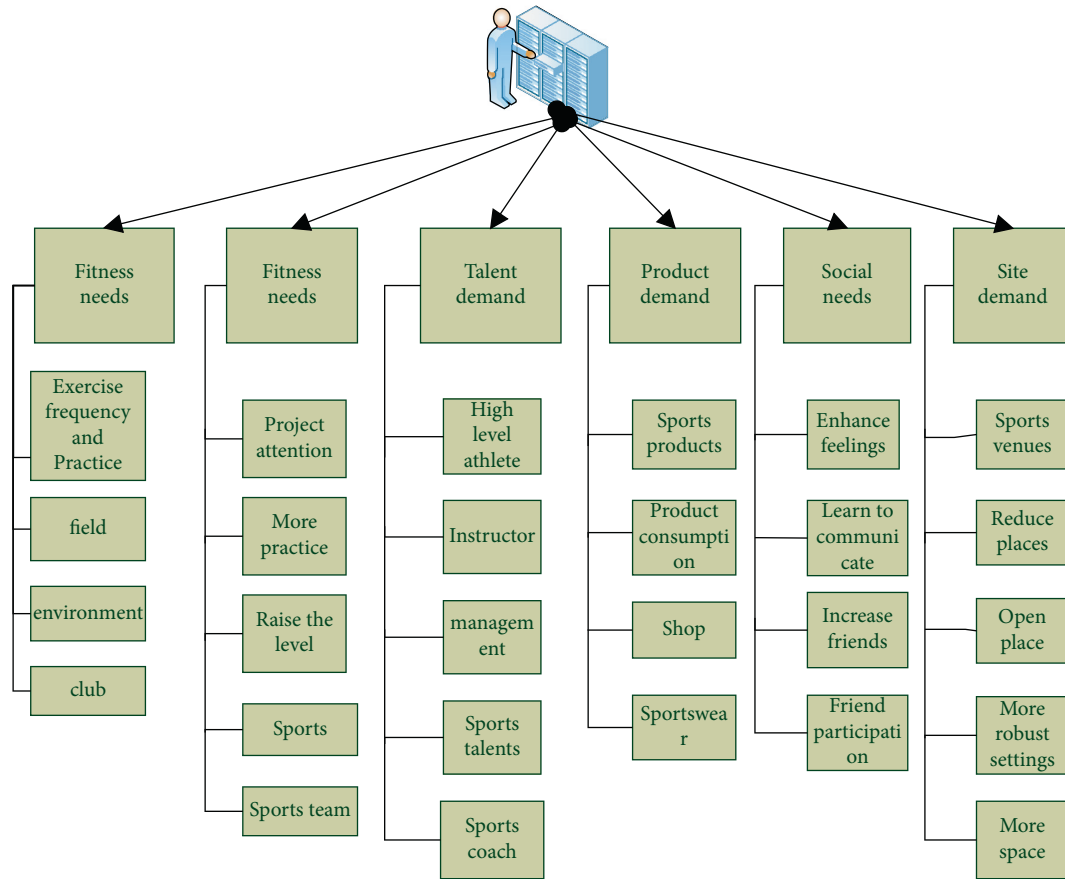 Fitness
needs
Fitness
needs
Talent
demand
Product
demand
Social
needs
Site
demand
Exercise
frequency
and
Practice
field
environment
club
Project
attention
More
practice
Raise the
level
Sports
Sports team
High
level
athlete
Instructor
managem
ent
Sports
talents
Sports
coach
Sports
products
Product
consumpti
on
Shop
Sportswea
r
Enhance
feelings
Learn to
communi
cate
Increase
friends
Friend
participati
on
Sports
venues
Reduce
places
Open
place
More
robust
settings
More
space